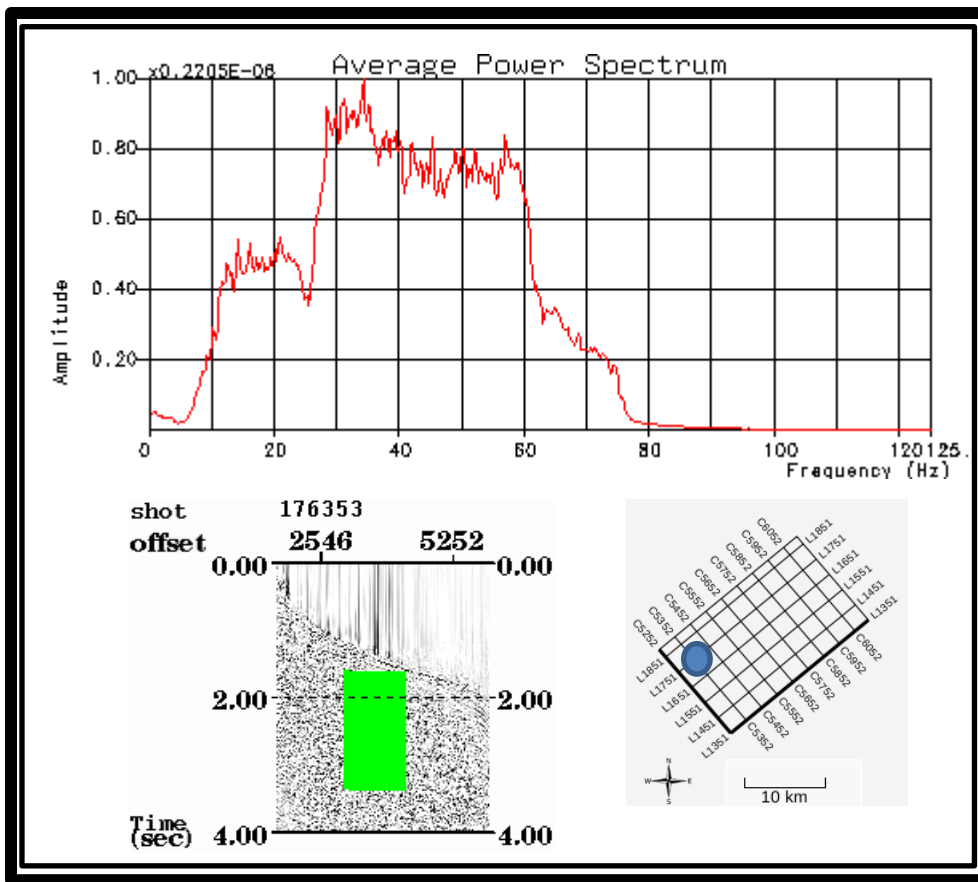 Average Power Spectrum
x0.2205E-06
1.00
0.80
0.60
0.40
0.20
Amplitude
0 20 40 60 80 100 120125.
Frequency (Hz)
shot 176353
offset 2546 5252
0.00 0.00
2.00 2.00
Time
(sec) 4.00 4.00
C5252
C5352
C5452
C5552
C5652
C5752
C5852
C5952
C6052
L1851
L1751
L1651
L1551
L1451
L1351
L1851
L1751
L1651
L1551
L1451
L1351
C5352
C5452
C5552
C5652
C5752
C5852
C5952
C6052
N
W E
S
10 km